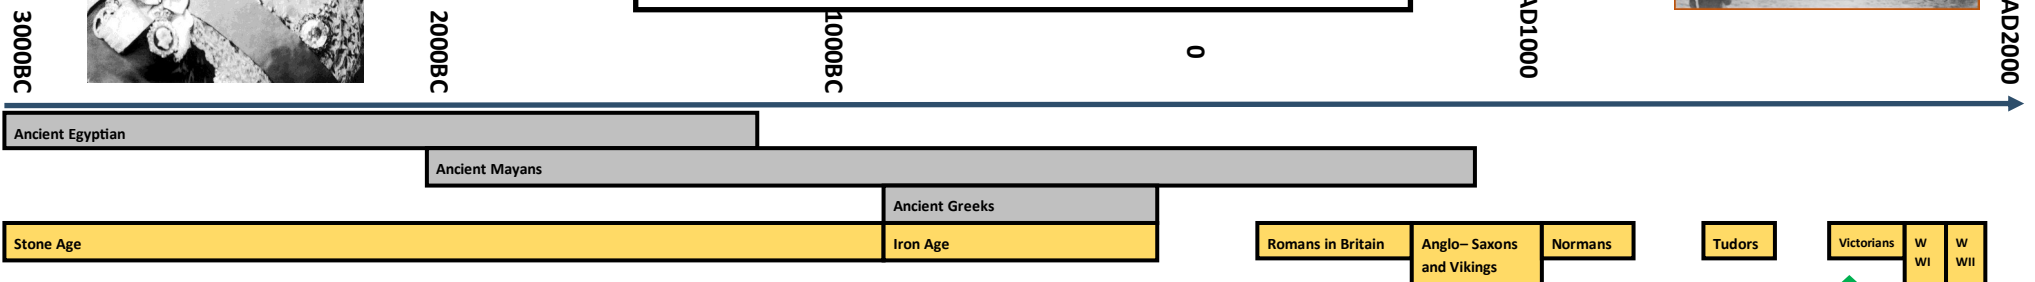 3000BC
2000BC
1000BC
0
AD1000
AD2000
Ancient Egyptian
Ancient Mayans
Ancient Greeks
Stone Age
Iron Age
Romans in Britain
Anglo– Saxons
and Vikings
Normans
Tudors
Victorians
W
WI
W
WII